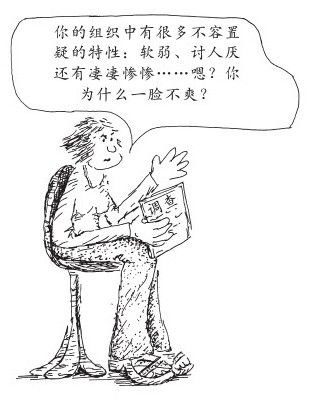 你的组织中有很多不容置
疑的特性：软弱、讨人厌
还有凄凄惨惨……嗯？你
为什么一脸不爽？
调查